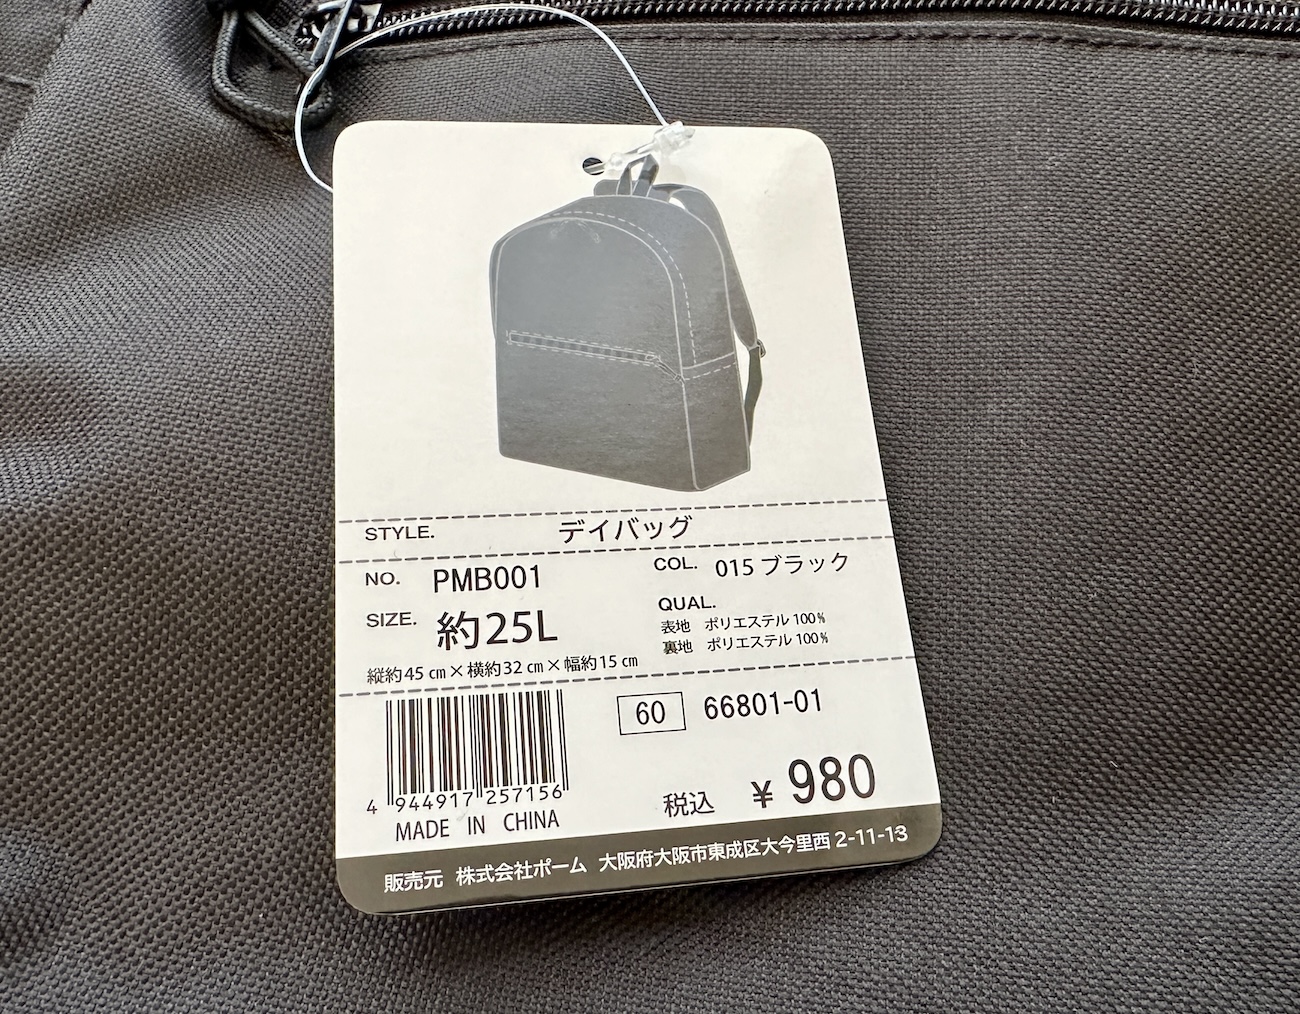 STYLE. デイバッグ
NO. PMB001
COL. 015 ブラック
SIZE. 約25L
縦約45㎝×横約32㎝×幅約15㎝
QUAL.
表地 ポリエステル100%
裏地 ポリエステル100%
60 66801-01
4 944917 257156
MADE IN CHINA
税込 ¥980
販売元 株式会社ポーム 大阪府大阪市東成区大今里西2-11-13